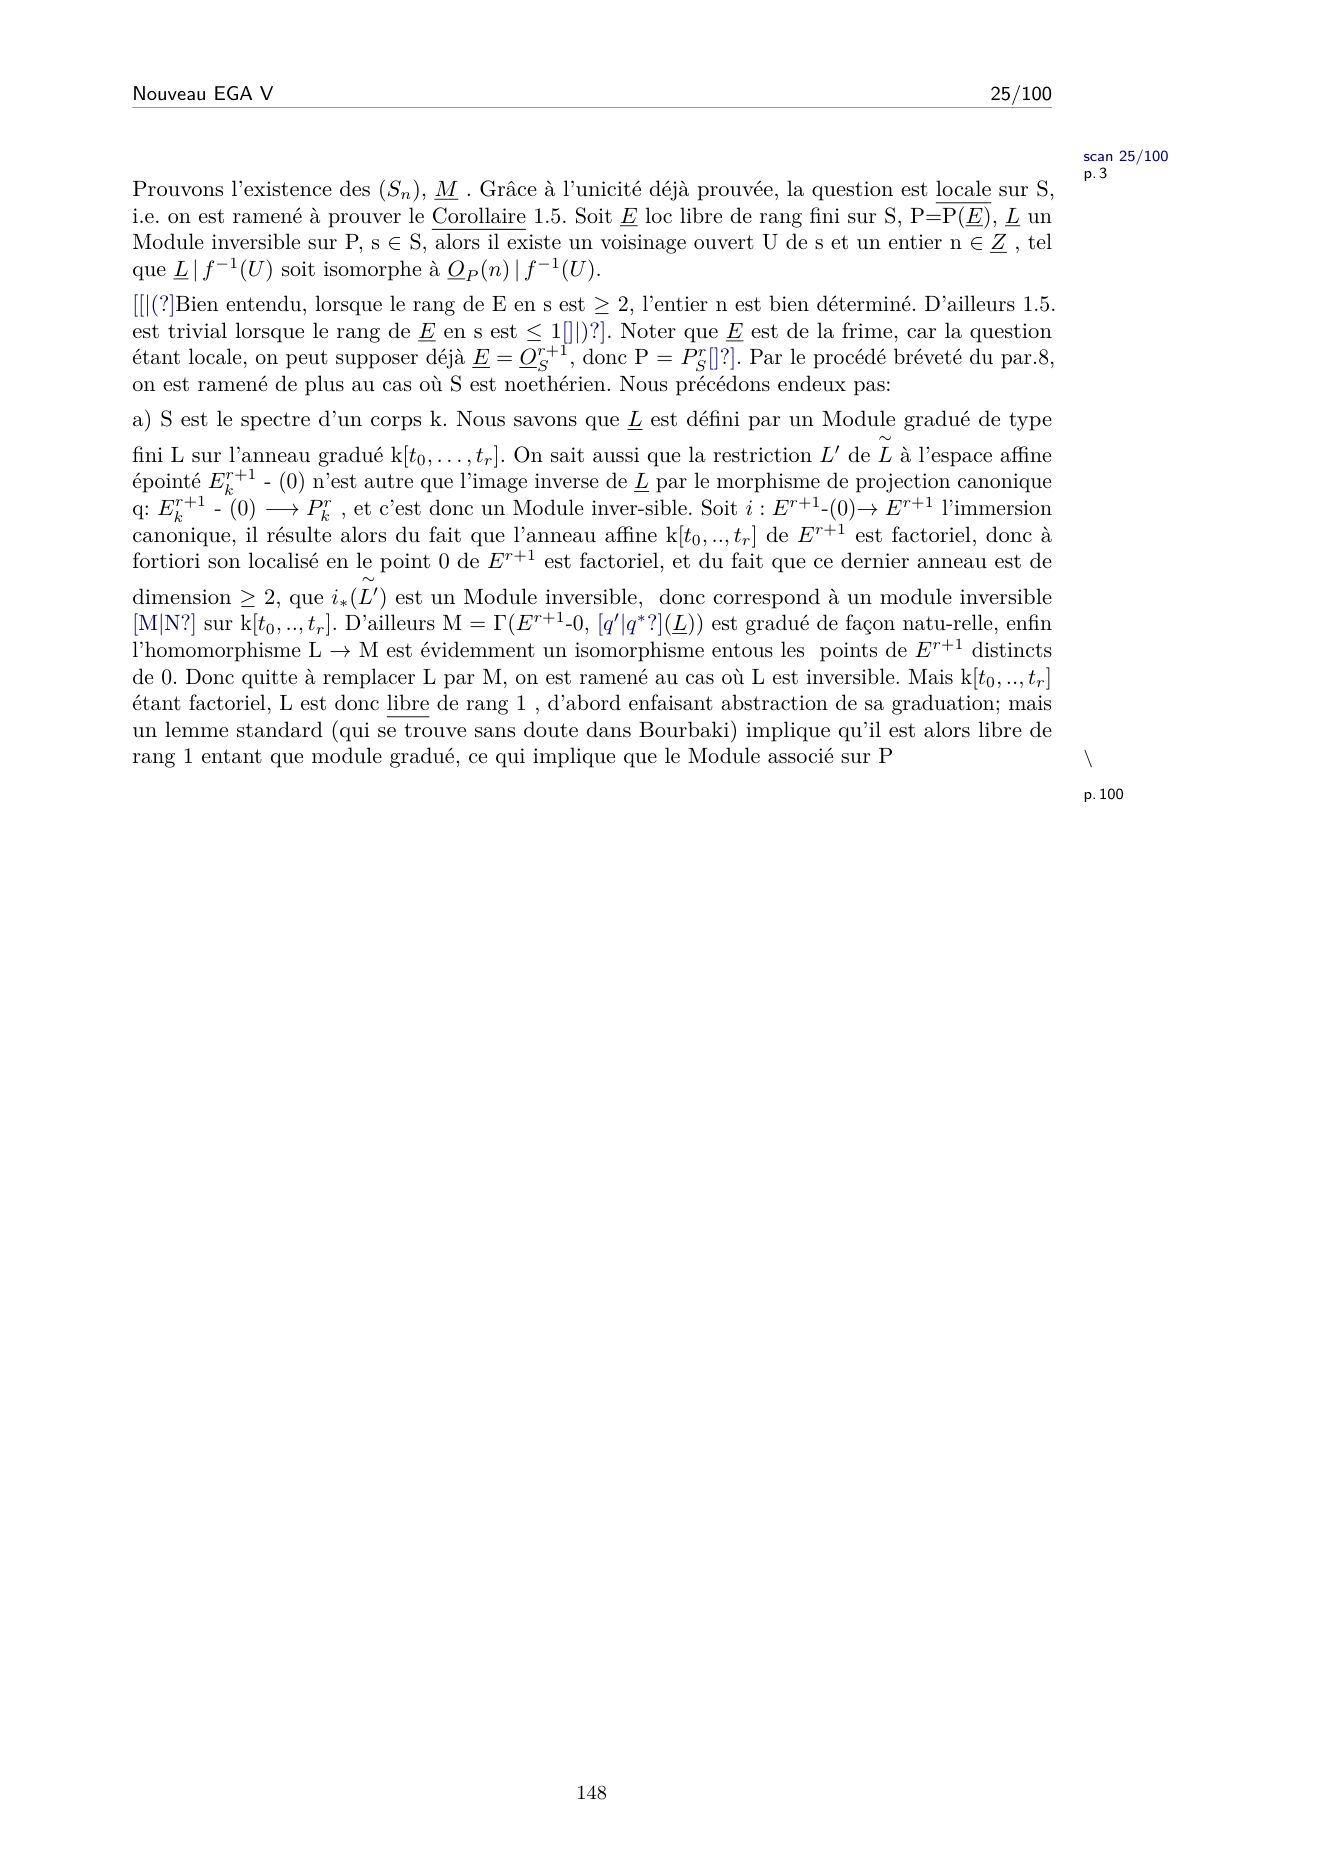 Nouveau EGA V 25/100
scan 25/100
p. 3
Prouvons l'existence des (Sₙ), M̲ . Grâce à l'unicité déjà prouvée, la question est locale sur S,
i.e. on est ramené à prouver le Corollaire 1.5. Soit E̲ loc libre de rang fini sur S, P=P(E̲), L̲ un
Module inversible sur P, s ∈ S, alors il existe un voisinage ouvert U de s et un entier n ∈ Z̲ , tel
que L̲ | f⁻¹(U) soit isomorphe à O̲_P(n) | f⁻¹(U).
[[|(?]Bien entendu, lorsque le rang de E en s est ≥ 2, l'entier n est bien déterminé. D'ailleurs 1.5.
est trivial lorsque le rang de E̲ en s est ≤ 1[]|)?]. Noter que E̲ est de la frime, car la question
étant locale, on peut supposer déjà E̲ = O̲_S^{r+1}, donc P = P_S^r[]?]. Par le procédé bréveté du par.8,
on est ramené de plus au cas où S est noethérien. Nous précédons endeux pas:
a) S est le spectre d'un corps k. Nous savons que L̲ est défini par un Module gradué de type
fini L sur l'anneau gradué k[t₀, . . . , t_r]. On sait aussi que la restriction L′ de L̃ à l'espace affine
épointé E_k^{r+1} - (0) n'est autre que l'image inverse de L̲ par le morphisme de projection canonique
q: E_k^{r+1} - (0) ⟶ P_k^r , et c'est donc un Module inver-sible. Soit i : E^{r+1}-(0)→ E^{r+1} l'immersion
canonique, il résulte alors du fait que l'anneau affine k[t₀, .., t_r] de E^{r+1} est factoriel, donc à
fortiori son localisé en le point 0 de E^{r+1} est factoriel, et du fait que ce dernier anneau est de
dimension ≥ 2, que i_*(L̃′) est un Module inversible, donc correspond à un module inversible
[M|N?] sur k[t₀, .., t_r]. D'ailleurs M = Γ(E^{r+1}-0, [q′|q*?](L̲)) est gradué de façon natu-relle, enfin
l'homomorphisme L → M est évidemment un isomorphisme entous les points de E^{r+1} distincts
de 0. Donc quitte à remplacer L par M, on est ramené au cas où L est inversible. Mais k[t₀, .., t_r]
étant factoriel, L est donc libre de rang 1 , d'abord enfaisant abstraction de sa graduation; mais
un lemme standard (qui se trouve sans doute dans Bourbaki) implique qu'il est alors libre de
rang 1 entant que module gradué, ce qui implique que le Module associé sur P \
p. 100
148